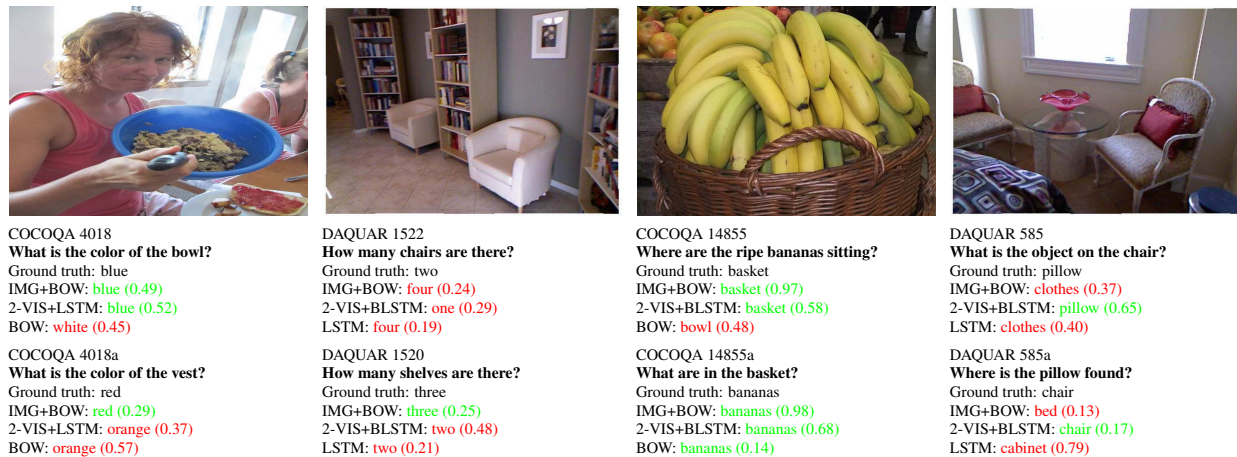 COCOQA 4018
What is the color of the bowl?
Ground truth: blue
IMG+BOW: blue (0.49)
2-VIS+LSTM: blue (0.52)
BOW: white (0.45)
COCOQA 4018a
What is the color of the vest?
Ground truth: red
IMG+BOW: red (0.29)
2-VIS+LSTM: orange (0.37)
BOW: orange (0.57)
DAQUAR 1522
How many chairs are there?
Ground truth: two
IMG+BOW: four (0.24)
2-VIS+BLSTM: one (0.29)
LSTM: four (0.19)
DAQUAR 1520
How many shelves are there?
Ground truth: three
IMG+BOW: three (0.25)
2-VIS+BLSTM: two (0.48)
LSTM: two (0.21)
COCOQA 14855
Where are the ripe bananas sitting?
Ground truth: basket
IMG+BOW: basket (0.97)
2-VIS+BLSTM: basket (0.58)
BOW: bowl (0.48)
COCOQA 14855a
What are in the basket?
Ground truth: bananas
IMG+BOW: bananas (0.98)
2-VIS+BLSTM: bananas (0.68)
BOW: bananas (0.14)
DAQUAR 585
What is the object on the chair?
Ground truth: pillow
IMG+BOW: clothes (0.37)
2-VIS+BLSTM: pillow (0.65)
LSTM: clothes (0.40)
DAQUAR 585a
Where is the pillow found?
Ground truth: chair
IMG+BOW: bed (0.13)
2-VIS+BLSTM: chair (0.17)
LSTM: cabinet (0.79)